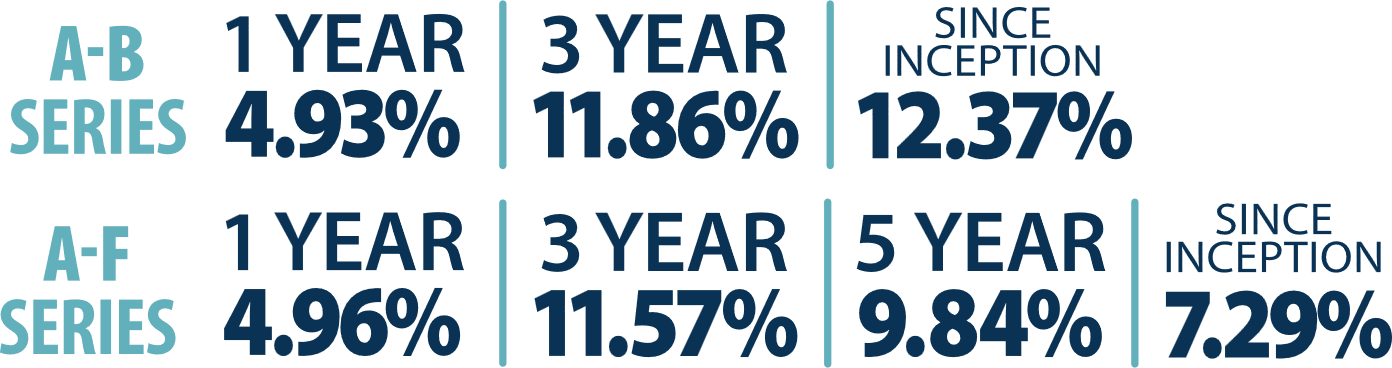 A-B
SERIES
1 YEAR
4.93%
3 YEAR
11.86%
SINCE
INCEPTION
12.37%
A-F
SERIES
1 YEAR
4.96%
3 YEAR
11.57%
5 YEAR
9.84%
SINCE
INCEPTION
7.29%